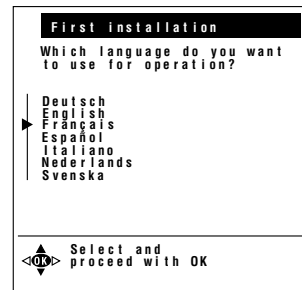 First installation
Which language do you want
to use for operation?
Deutsch
English
Français
Español
Italiano
Nederlands
Svenska
Select and
OK proceed with OK